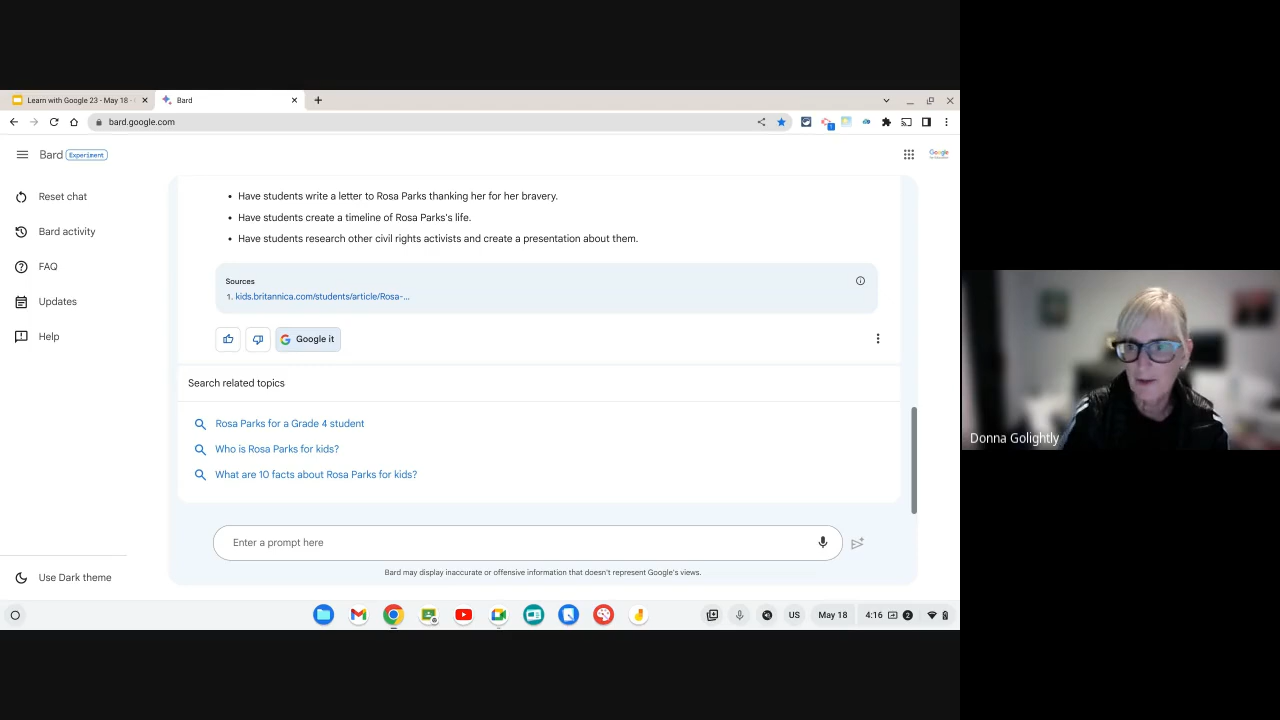 Learn with Google 23 - May 18 -
Bard
bard.google.com
Bard Experiment
Reset chat
Bard activity
FAQ
Updates
Help
Have students write a letter to Rosa Parks thanking her for her bravery.
Have students create a timeline of Rosa Parks's life.
Have students research other civil rights activists and create a presentation about them.
Sources
1. kids.britannica.com/students/article/Rosa-...
Google it
Search related topics
Rosa Parks for a Grade 4 student
Who is Rosa Parks for kids?
What are 10 facts about Rosa Parks for kids?
Enter a prompt here
Bard may display inaccurate or offensive information that doesn't represent Google's views.
Use Dark theme
US
May 18
4:16
2
Donna Golightly